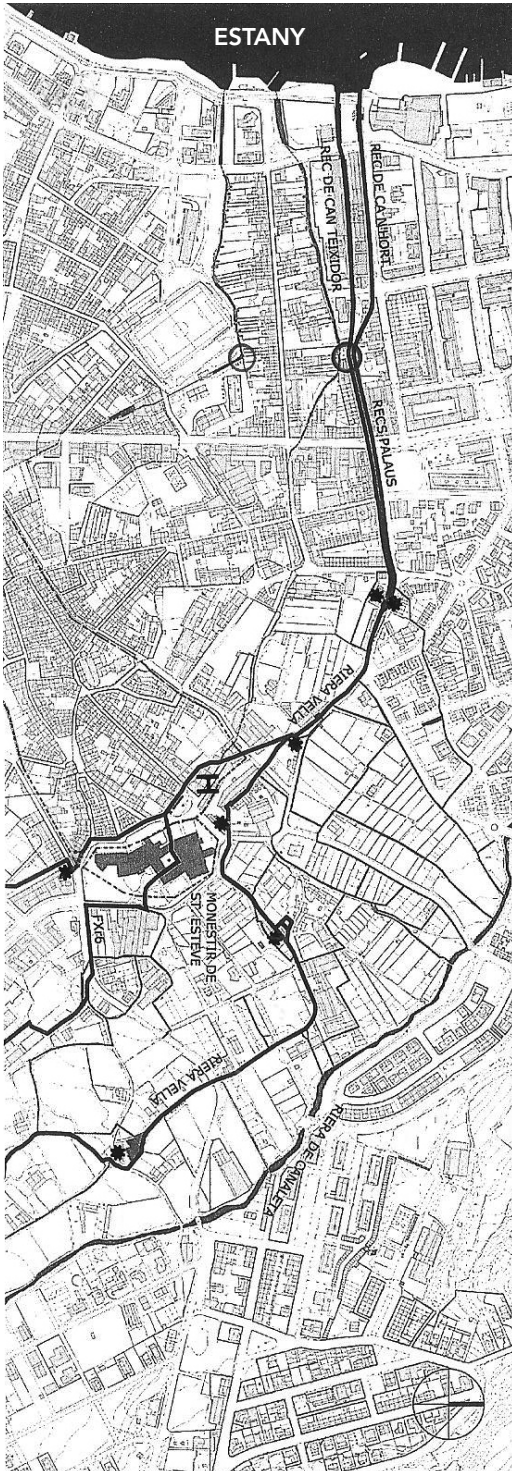 ESTANY
REC DE CA N'HORT
REC DE CAN TEIXIDOR
RECS PALAUS
RIERA VELLA
H
MONESTIR DE
ST. ESTEVE
RIERA VELLA
RIERA DE CANALETA